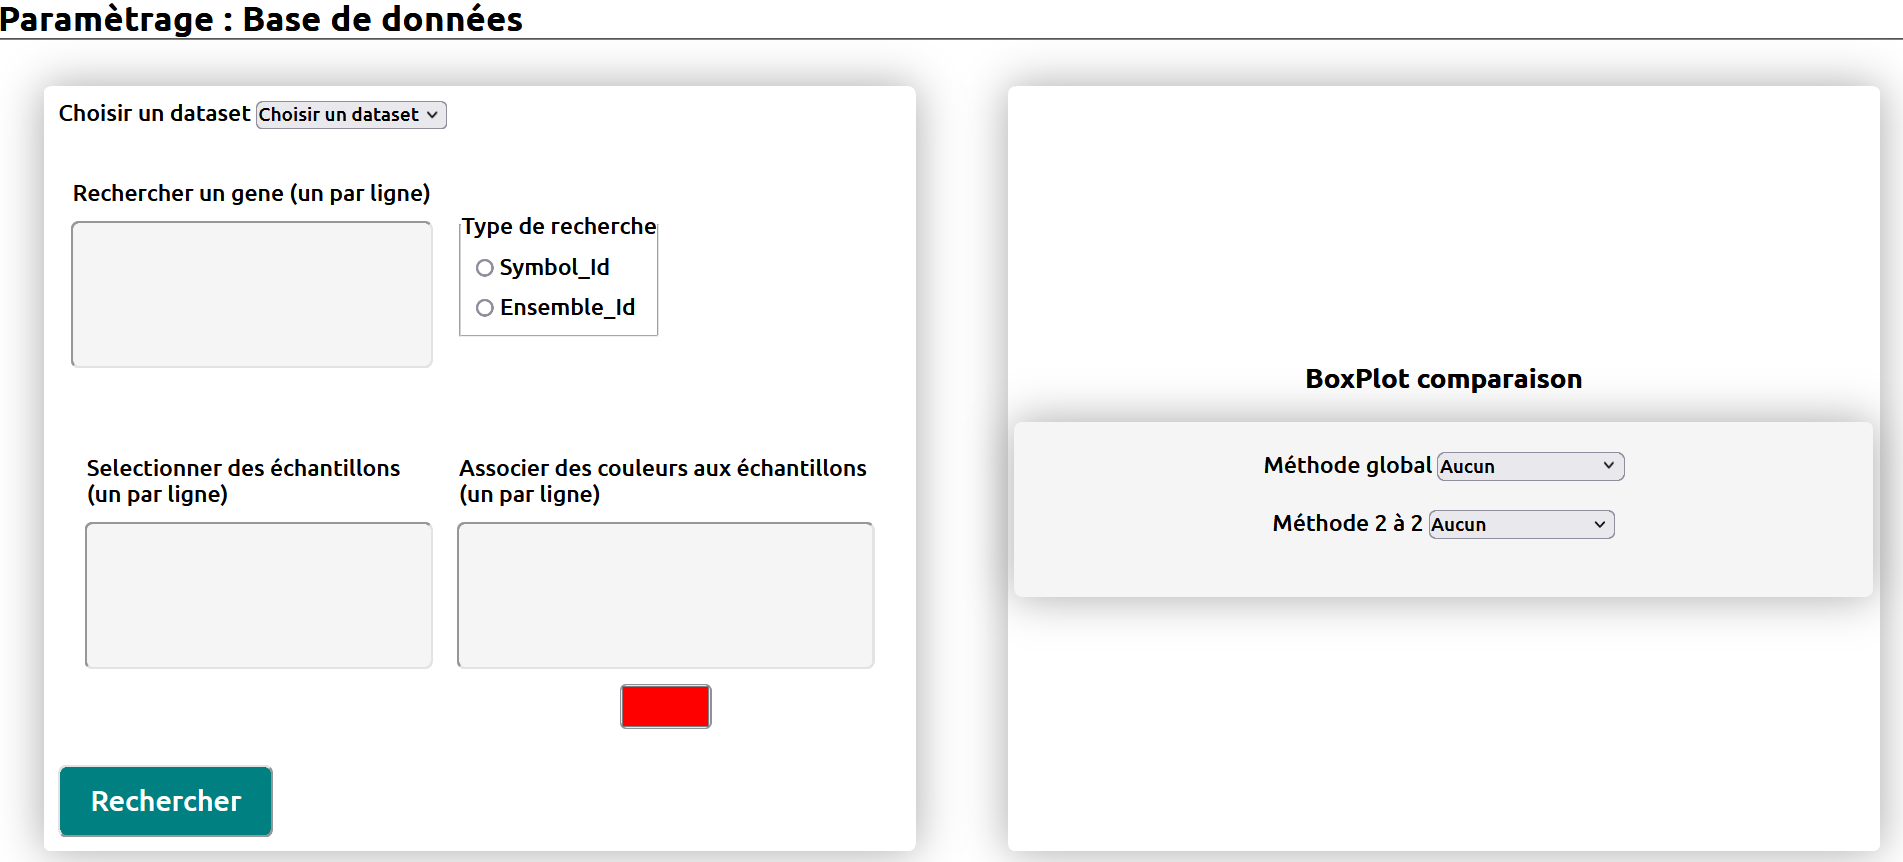 Paramètrage : Base de données
Choisir un dataset Choisir un dataset
Rechercher un gene (un par ligne)
Type de recherche
Symbol_Id
Ensemble_Id
Selectionner des échantillons
(un par ligne)
Associer des couleurs aux échantillons
(un par ligne)
Rechercher
BoxPlot comparaison
Méthode global Aucun
Méthode 2 à 2 Aucun